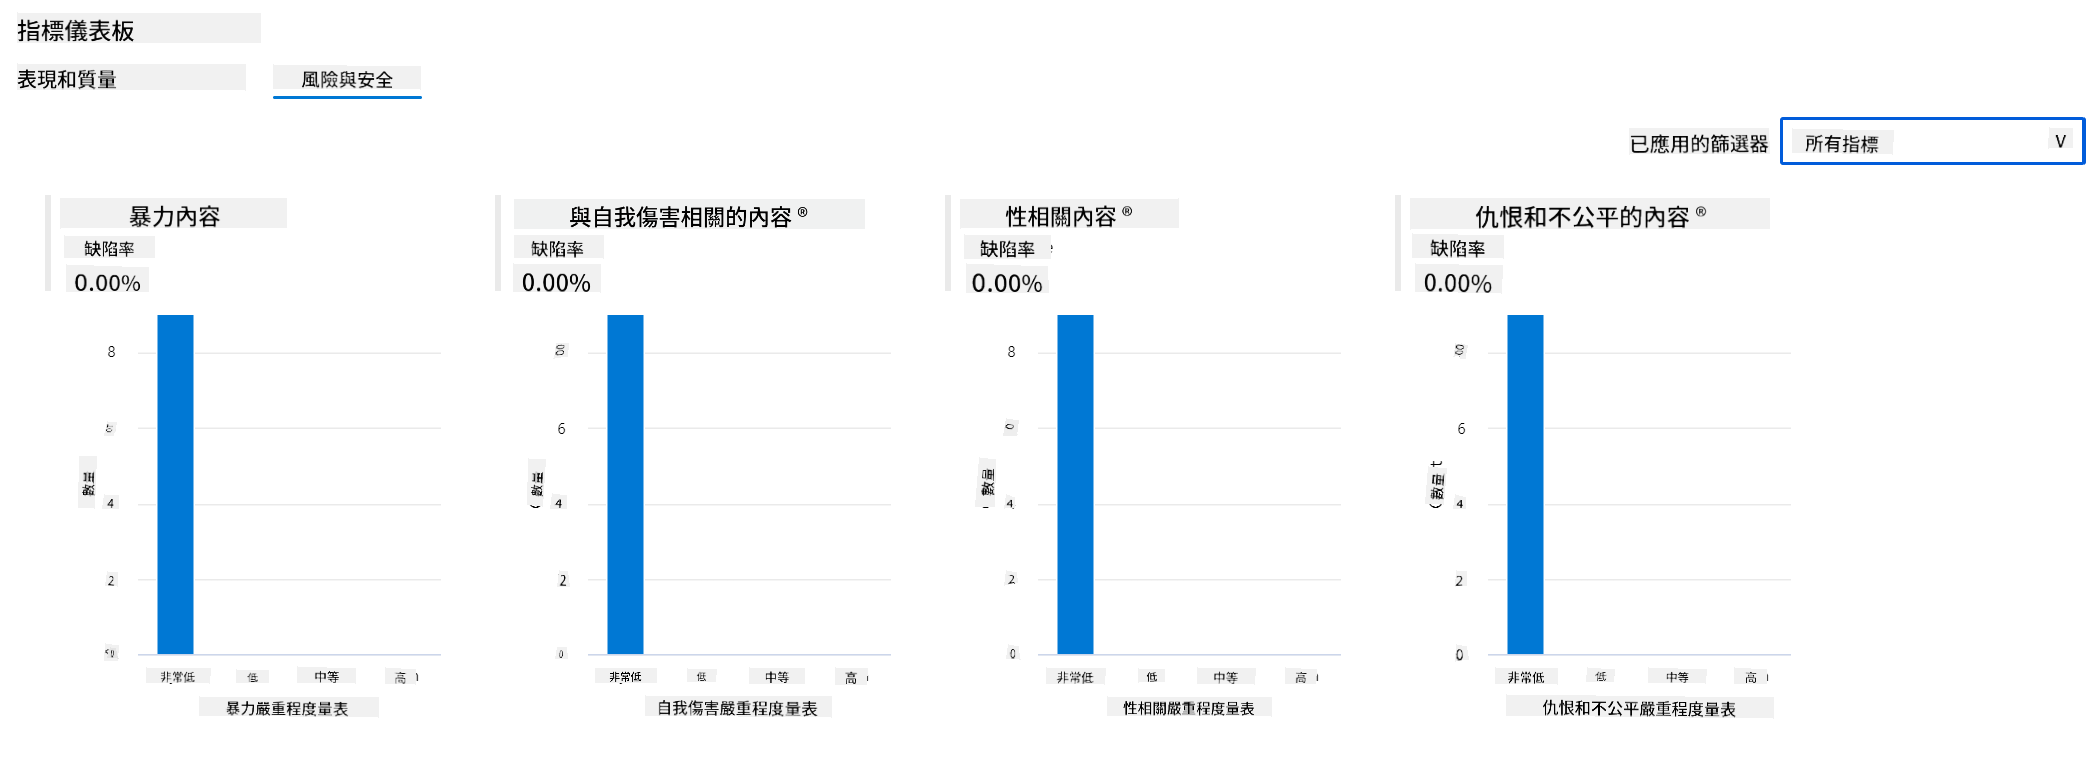 指標儀表板
表現和質量
風險與安全
已應用的篩選器
所有指標
V
暴力內容
缺陷率
0.00%
8
數量
4
2
非常低
低
中等
高
暴力嚴重程度量表
與自我傷害相關的內容 ®
缺陷率
0.00%
6
(數量
4
2
0
非常低
低
中等
高
自我傷害嚴重程度量表
性相關內容 ®
缺陷率
0.00%
8
數量
4
2
0
非常低
低
中等
高
性相關嚴重程度量表
仇恨和不公平的內容 ®
缺陷率
0.00%
6
(數量 t
4
2
0
非常低
低
中等
高
仇恨和不公平嚴重程度量表